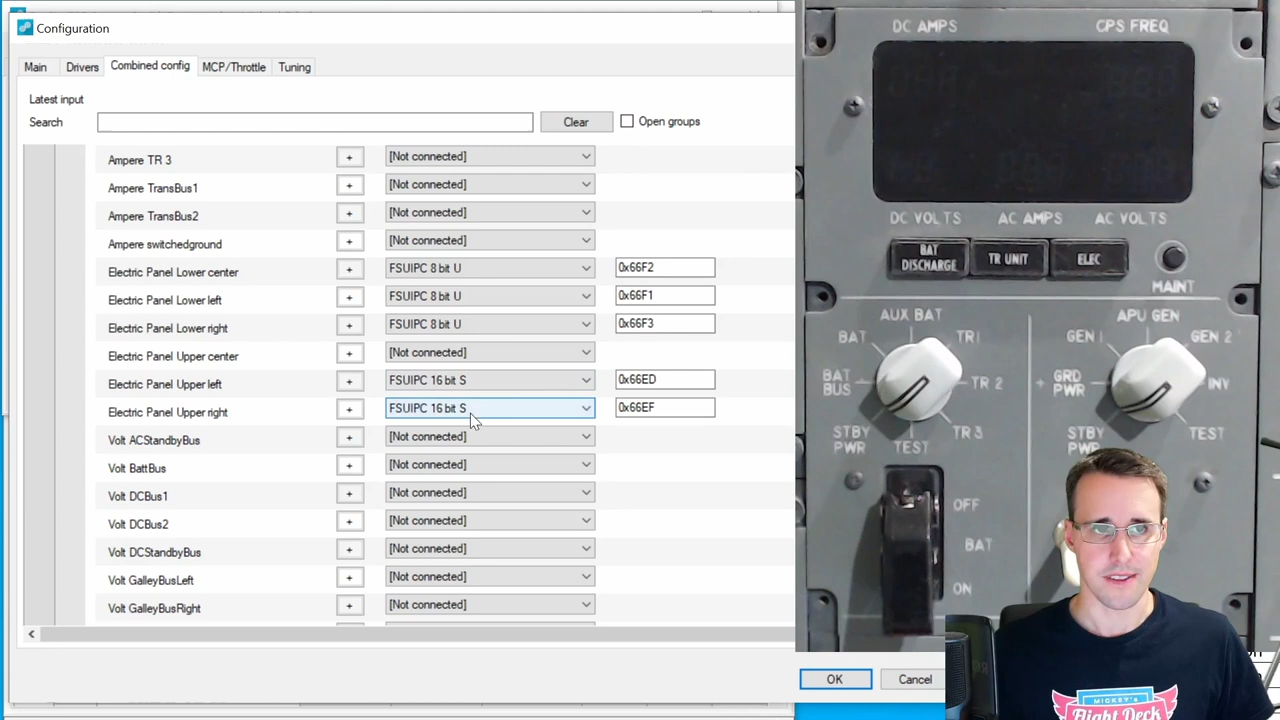 Configuration
Main Drivers Combined config MCP/Throttle Tuning
Latest input
Search Clear Open groups
Ampere TR 3 + [Not connected]
Ampere TransBus1 + [Not connected]
Ampere TransBus2 + [Not connected]
Ampere switchedground + [Not connected]
Electric Panel Lower center + FSUIPC 8 bit U 0x66F2
Electric Panel Lower left + FSUIPC 8 bit U 0x66F1
Electric Panel Lower right + FSUIPC 8 bit U 0x66F3
Electric Panel Upper center + [Not connected]
Electric Panel Upper left + FSUIPC 16 bit S 0x66ED
Electric Panel Upper right + FSUIPC 16 bit S 0x66EF
Volt ACStandbyBus + [Not connected]
Volt BattBus + [Not connected]
Volt DCBus1 + [Not connected]
Volt DCBus2 + [Not connected]
Volt DCStandbyBus + [Not connected]
Volt GalleyBusLeft + [Not connected]
Volt GalleyBusRight + [Not connected]
OK Cancel
DC AMPS CPS FREQ
DC VOLTS AC AMPS AC VOLTS
BAT
DISCHARGE
TR UNIT
ELEC
MAINT
AUX BAT
BAT TR1
BAT
BUS
TR 2
STBY
PWR
TEST
TR 3
APU GEN
GEN 1 GEN 2
GRD
PWR
INV
STBY
PWR
TEST
OFF
BAT
ON
MICKEY'S
Flight Deck